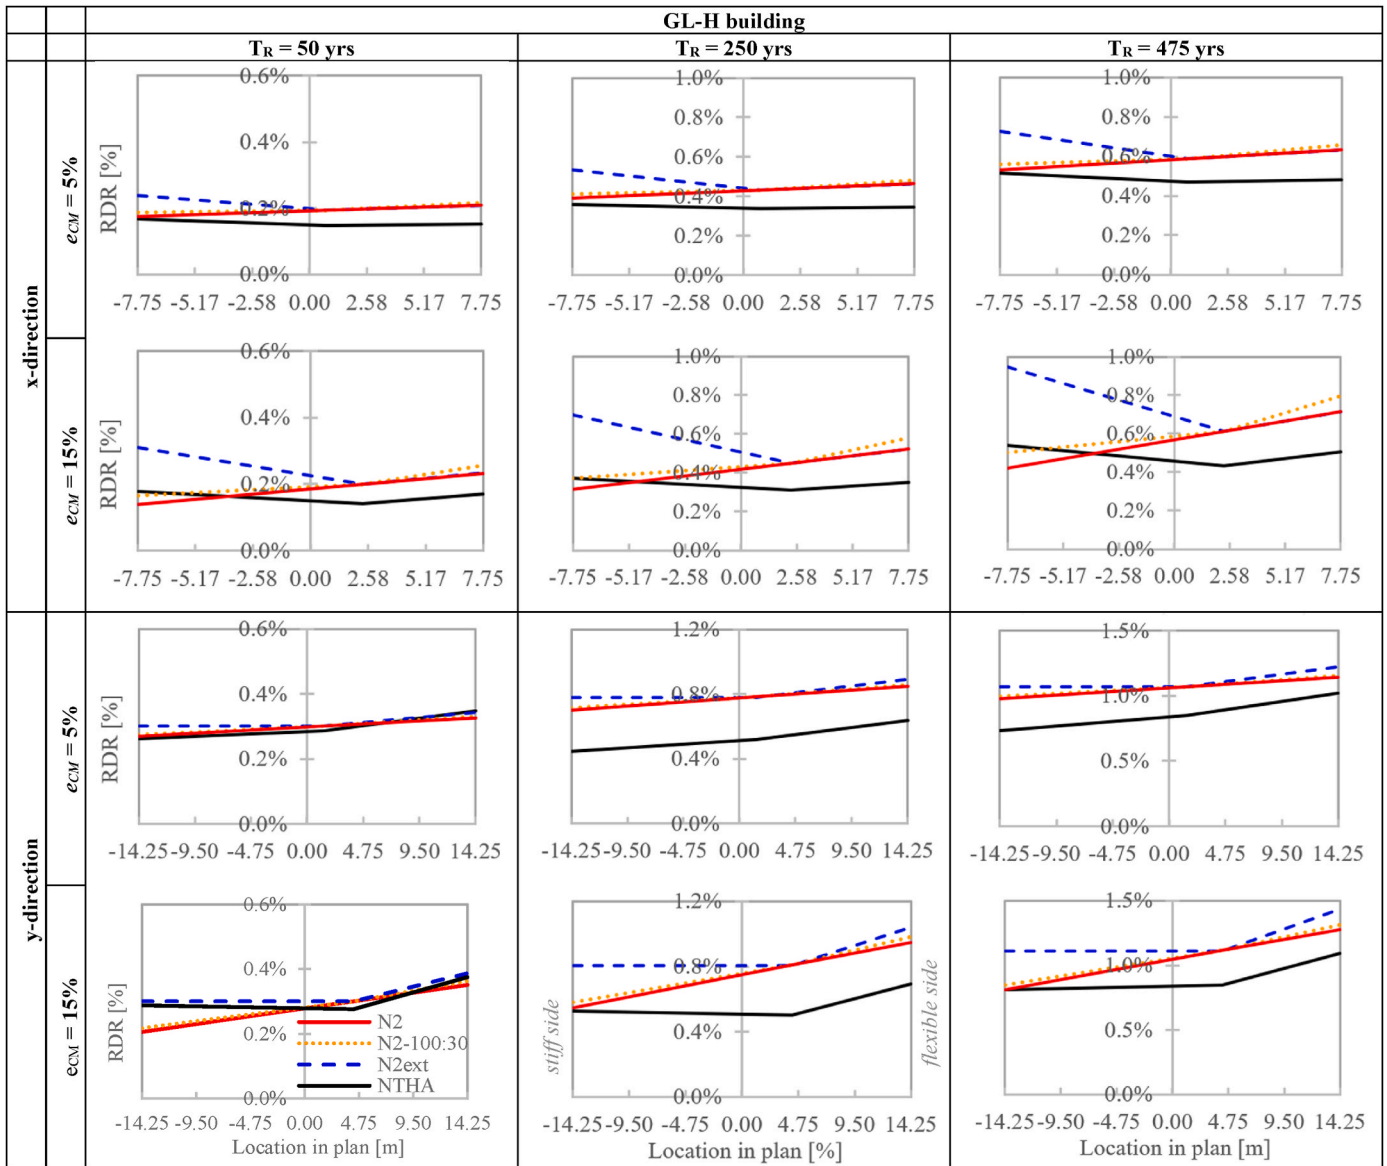 GL-H building
TR = 50 yrs TR = 250 yrs TR = 475 yrs
x-direction
eCM = 5%
RDR [%]
0.6%
0.4%
0.2%
0.0%
-7.75 -5.17 -2.58 0.00 2.58 5.17 7.75
1.0%
0.8%
0.6%
0.4%
0.2%
0.0%
-7.75 -5.17 -2.58 0.00 2.58 5.17 7.75
1.0%
0.8%
0.6%
0.4%
0.2%
0.0%
-7.75 -5.17 -2.58 0.00 2.58 5.17 7.75
eCM = 15%
RDR [%]
0.6%
0.4%
0.2%
0.0%
-7.75 -5.17 -2.58 0.00 2.58 5.17 7.75
1.0%
0.8%
0.6%
0.4%
0.2%
0.0%
-7.75 -5.17 -2.58 0.00 2.58 5.17 7.75
1.0%
0.8%
0.6%
0.4%
0.2%
0.0%
-7.75 -5.17 -2.58 0.00 2.58 5.17 7.75
y-direction
eCM = 5%
RDR [%]
0.6%
0.4%
0.2%
0.0%
-14.25 -9.50 -4.75 0.00 4.75 9.50 14.25
1.2%
0.8%
0.4%
0.0%
-14.25 -9.50 -4.75 0.00 4.75 9.50 14.25
1.5%
1.0%
0.5%
0.0%
-14.25 -9.50 -4.75 0.00 4.75 9.50 14.25
eCM = 15%
RDR [%]
0.6%
0.4%
0.2%
0.0%
N2
N2-100:30
N2ext
NTHA
-14.25 -9.50 -4.75 0.00 4.75 9.50 14.25
Location in plan [m]
stiff side
1.2%
0.8%
0.4%
0.0%
flexible side
-14.25 -9.50 -4.75 0.00 4.75 9.50 14.25
Location in plan [%]
1.5%
1.0%
0.5%
0.0%
-14.25 -9.50 -4.75 0.00 4.75 9.50 14.25
Location in plan [m]